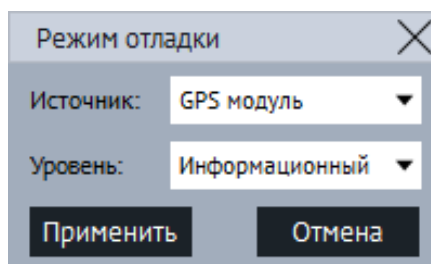 Режим отладки
Источник: GPS модуль
Уровень: Информационный
Применить Отмена